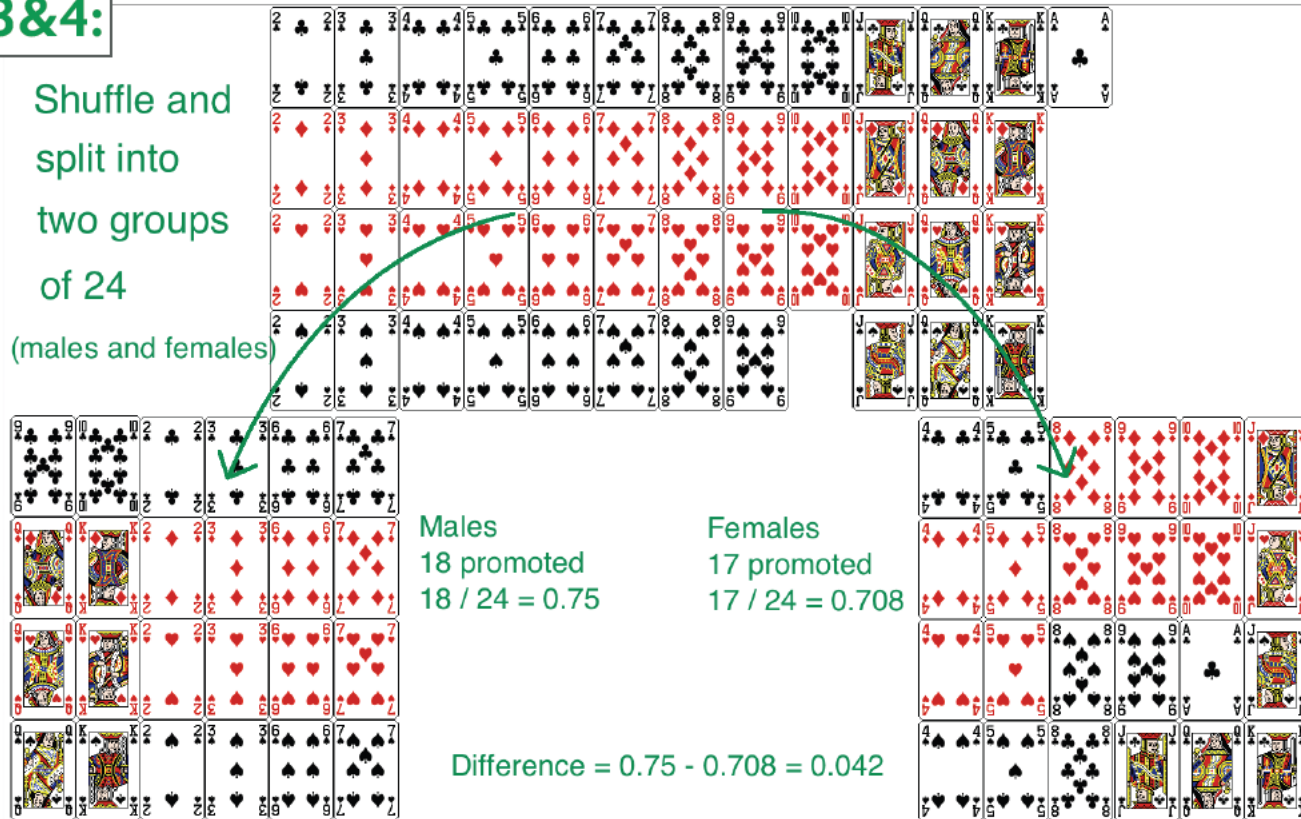 3&4:
Shuffle and
split into
two groups
of 24
(males and females)
Males
18 promoted
18 / 24 = 0.75
Females
17 promoted
17 / 24 = 0.708
Difference = 0.75 - 0.708 = 0.042